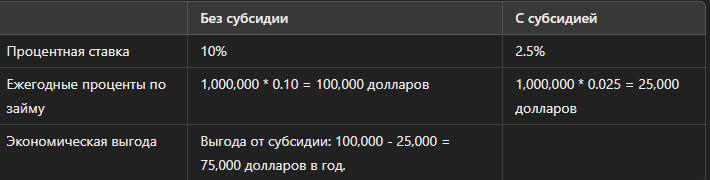 Без субсидии С субсидией
Процентная ставка 10% 2.5%
Ежегодные проценты по 1,000,000 * 0.10 = 100,000 долларов 1,000,000 * 0.025 = 25,000
займу долларов
Экономическая выгода Выгода от субсидии: 100,000 - 25,000 =
75,000 долларов в год.